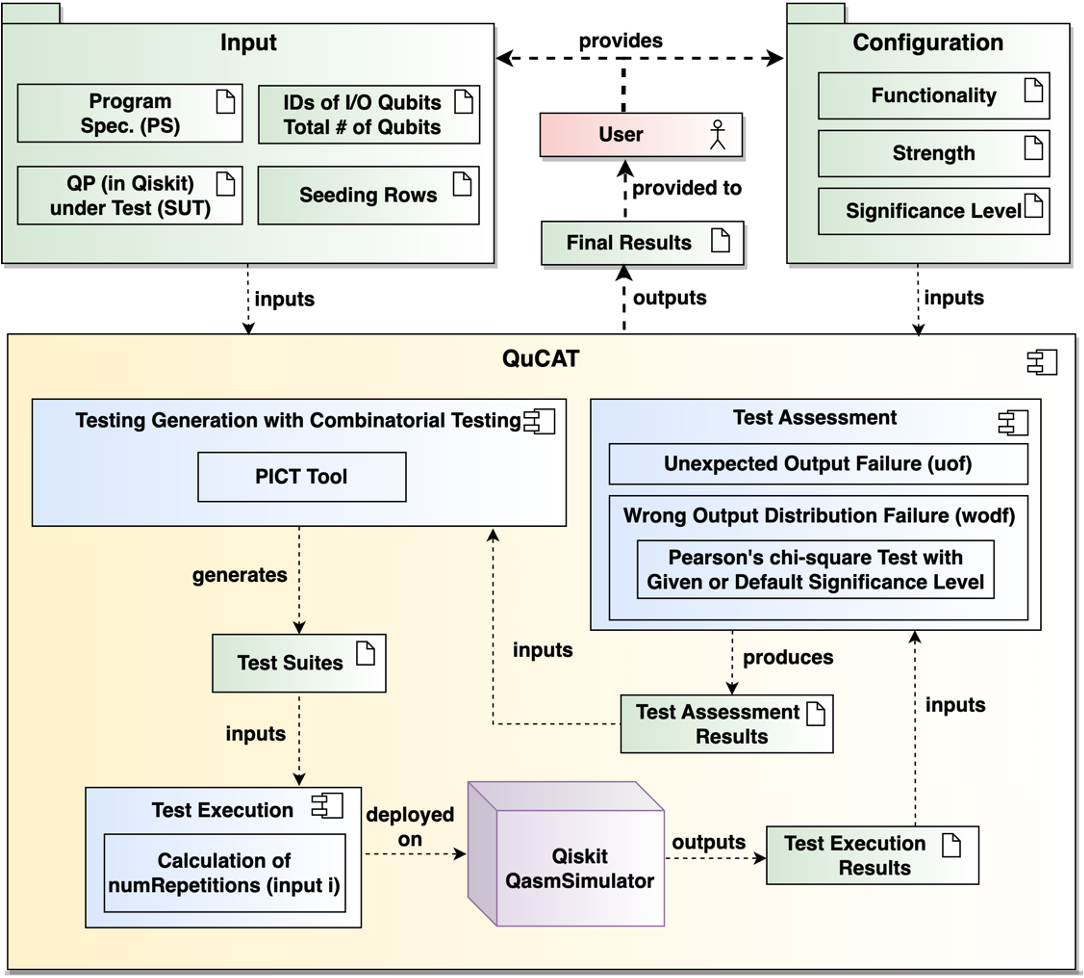 Input
Program
Spec. (PS)
IDs of I/O Qubits
Total # of Qubits
QP (in Qiskit)
under Test (SUT)
Seeding Rows
provides
User
provided to
Final Results
outputs
Configuration
Functionality
Strength
Significance Level
inputs
inputs
QuCAT
Testing Generation with Combinatorial Testing
PICT Tool
generates
Test Suites
inputs
Test Execution
Calculation of
numRepetitions (input i)
deployed
on
Qiskit
QasmSimulator
outputs
Test Execution
Results
inputs
Test Assessment
Unexpected Output Failure (uof)
Wrong Output Distribution Failure (wodf)
Pearson's chi-square Test with
Given or Default Significance Level
produces
Test Assessment
Results
inputs